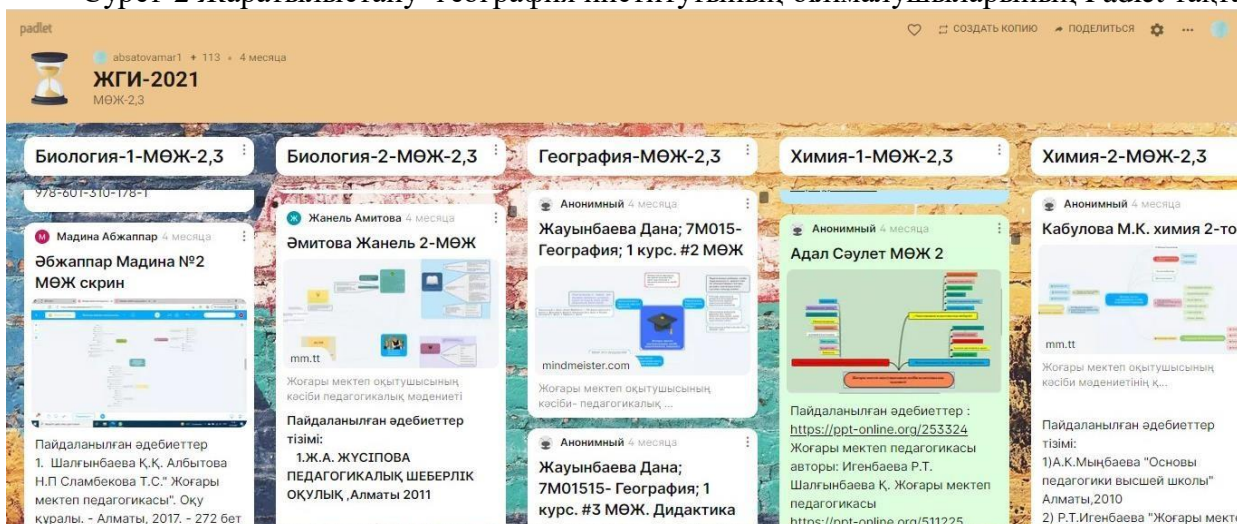 Сурет-2 Жаратылыстану-География институтының білімалушыларының Padlet тақта
padlet
СОЗДАТЬ КОПИЮ
ПОДЕЛИТЬСЯ
absatovamar1 + 113 • 4 месяца
ЖГИ-2021
МӨЖ-2,3
Биология-1-МӨЖ-2,3
978-601-310-178-1
Мадина Абжаппар 4 месяца
Әбжаппар Мадина №2
МӨЖ скрин
Пайдаланылған әдебиеттер
1. Шалғынбаева Қ.Қ. Албытова
Н.П Сламбекова Т.С." Жоғары
мектеп педагогикасы". Оқу
құралы. - Алматы, 2017. - 272 бет
Биология-2-МӨЖ-2,3
Жанель Амитова 4 месяца
Әмитова Жанель 2-МӨЖ
mm.tt
Жоғары мектеп оқытушысының
кәсіби педагогикалық мәдениеті
Пайдаланылған әдебиеттер
тізімі:
1.Ж.А. ЖҮСІПОВА
ПЕДАГОГИКАЛЫҚ ШЕБЕРЛІК
ОҚУЛЫҚ ,Алматы 2011
География-МӨЖ-2,3
Анонимный 4 месяца
Жауынбаева Дана; 7М015-
География; 1 курс. #2 МӨЖ
mindmeister.com
Жоғары мектеп оқытушысының
кәсіби- педагогикалық ...
Анонимный 4 месяца
Жауынбаева Дана;
7М01515- География; 1
курс. #3 МӨЖ. Дидактика
Химия-1-МӨЖ-2,3
Анонимный 4 месяца
Адал Сәулет МӨЖ 2
Пайдаланылған әдебиеттер :
https://ppt-online.org/253324
Жоғары мектеп педагогикасы
авторы: Игенбаева Р.Т.
Шалғынбаева Қ. Жоғары мектеп
педагогикасы
https://ppt-online.org/511225
Химия-2-МӨЖ-2,3
Анонимный 4 месяца
Кабулова М.К. химия 2-то
mm.tt
Жоғары мектеп оқытушысының
кәсіби мәдениетінің қ...
Пайдаланылған әдебиеттер
тізімі:
1)А.К.Мыңбаева "Основы
педагогики высшей школы"
Алматы,2010
2) Р.Т.Игенбаева "Жоғары мекте